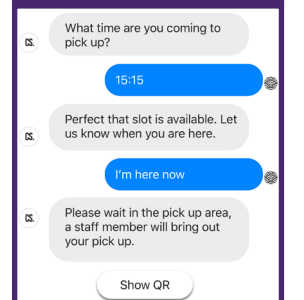 What time are you coming to
pick up?
CS.
15:15
Perfect that slot is available. Let
us know when you are here.
CS.
I'm here now
Please wait in the pick up area,
CS.
a staff member will bring out
your pick up.
Show QR